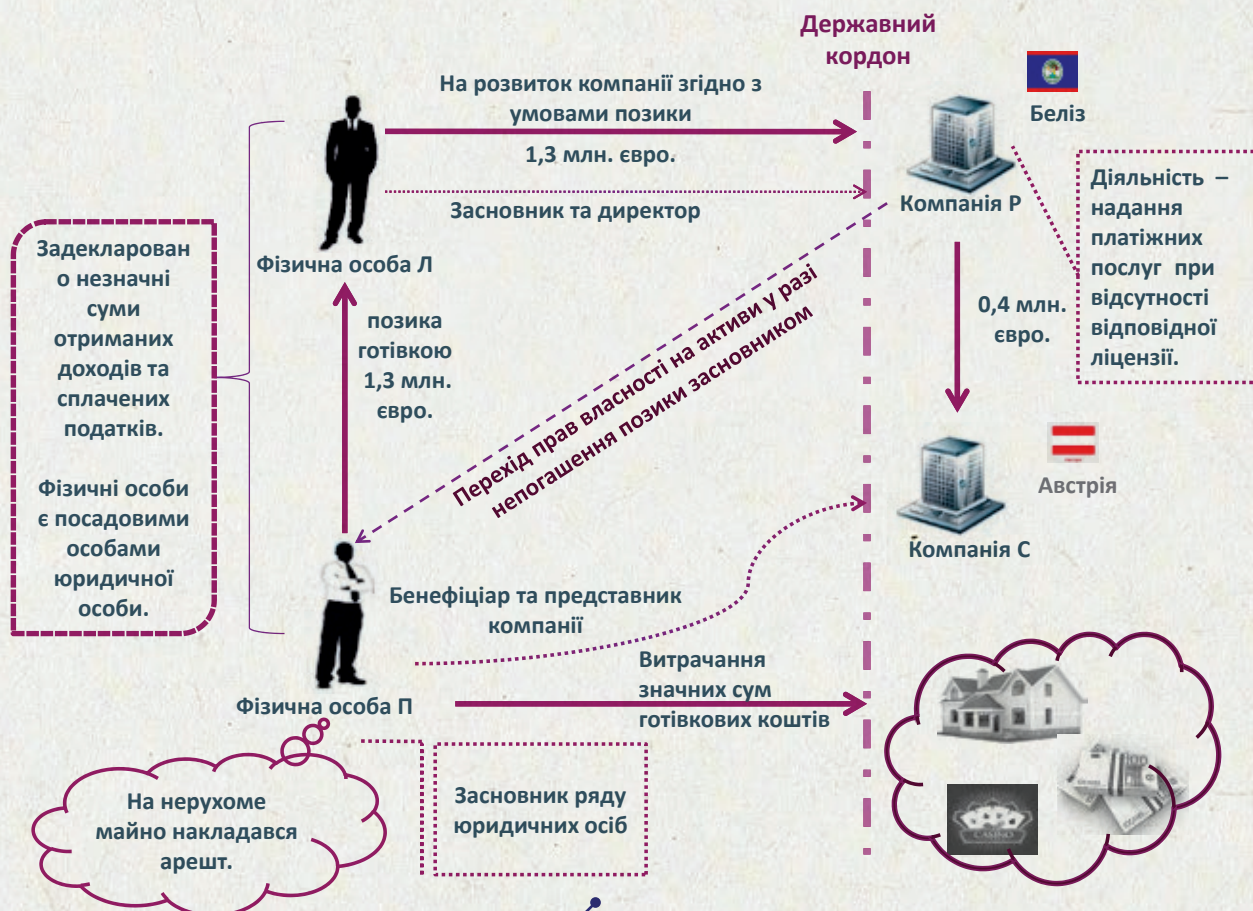 Державний
кордон
На розвиток компанії згідно з
умовами позики
1,3 млн. євро.
Засновник та директор
Фізична особа Л
Беліз
Компанія Р
Діяльність –
надання
платіжних
послуг при
відсутності
відповідної
ліцензії.
Задекларован
о незначні
суми
отриманих
доходів та
сплачених
податків.
Фізичні особи
є посадовими
особами
юридичної
особи.
позика
готівкою
1,3 млн.
євро.
Перехід прав власності на активи у разі
непогашення позики засновником
0,4 млн.
євро.
Австрія
Компанія С
Бенефіціар та представник
компанії
Фізична особа П
Витрачання
значних сум
готівкових коштів
На нерухоме
майно накладався
арешт.
Засновник ряду
юридичних осіб
CASINO